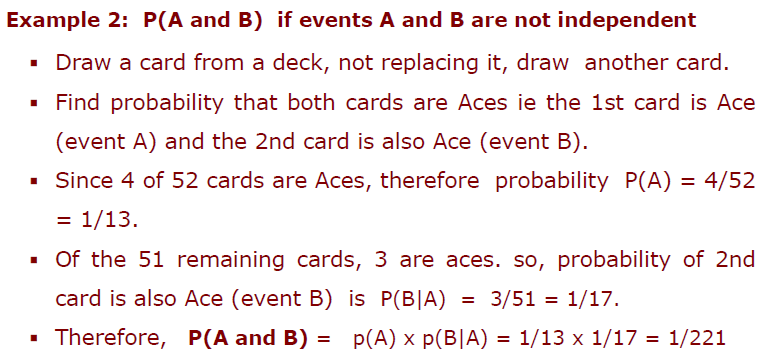 Example 2: P(A and B) if events A and B are not independent
▪ Draw a card from a deck, not replacing it, draw another card.
▪ Find probability that both cards are Aces ie the 1st card is Ace
(event A) and the 2nd card is also Ace (event B).
▪ Since 4 of 52 cards are Aces, therefore probability P(A) = 4/52
= 1/13.
▪ Of the 51 remaining cards, 3 are aces. so, probability of 2nd
card is also Ace (event B) is P(B|A) = 3/51 = 1/17.
▪ Therefore, P(A and B) = p(A) x p(B|A) = 1/13 x 1/17 = 1/221